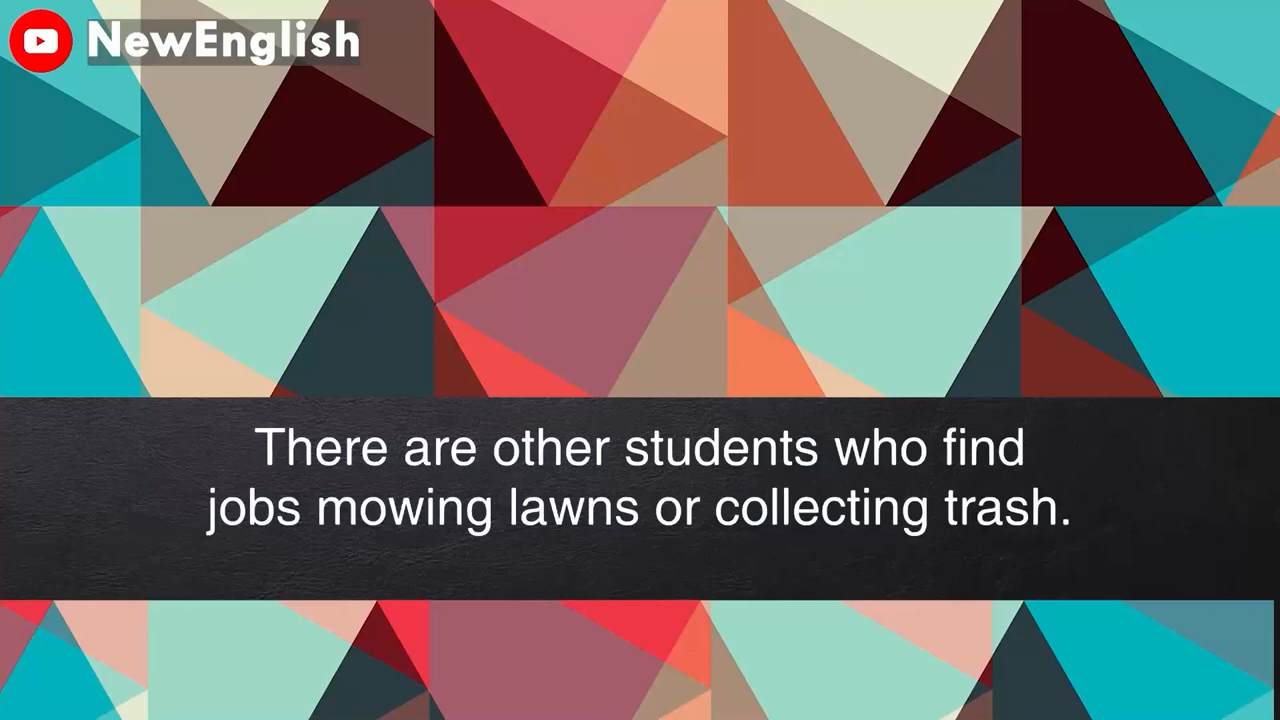 NewEnglish
There are other students who find
jobs mowing lawns or collecting trash.